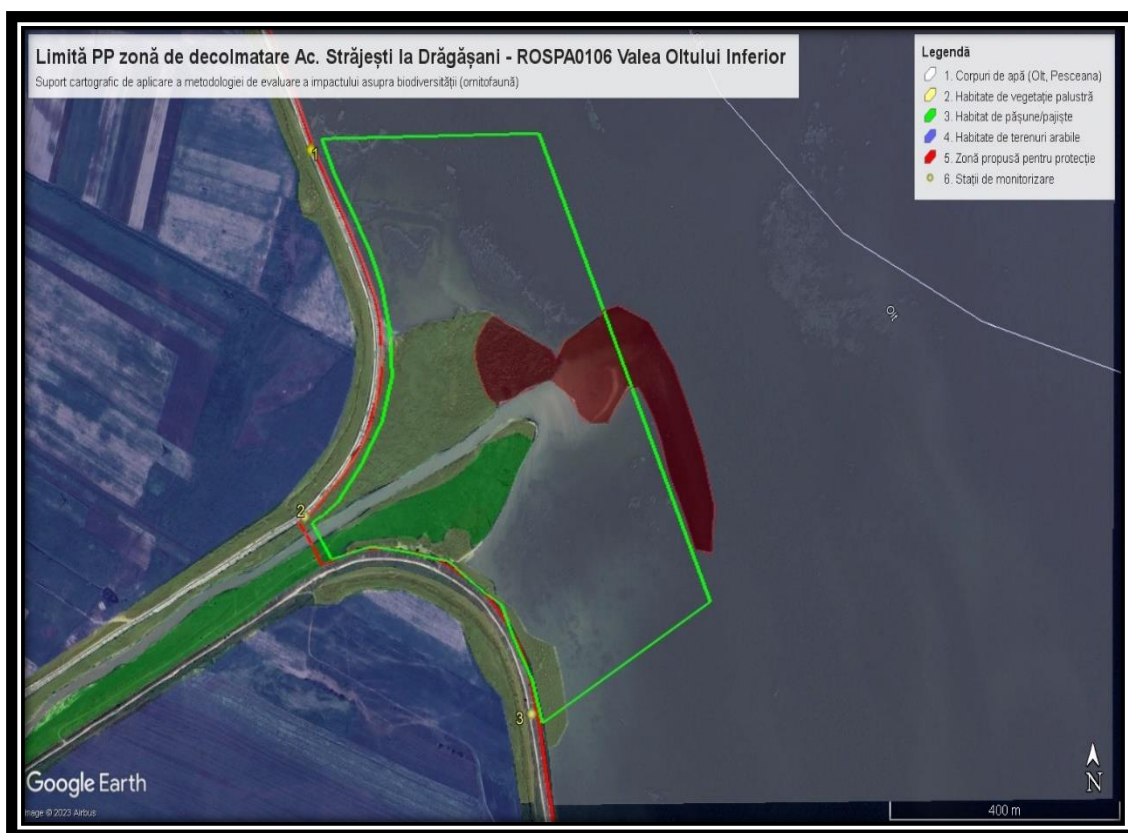 Limită PP zonă de decolmatare Ac. Străjești la Drăgășani - ROSPA0106 Valea Oltului Inferior
Suport cartografic de aplicare a metodologiei de evaluare a impactului asupra biodiversității (ornitofaună)
Legendă
1. Corpuri de apă (Olt, Pesceana)
2. Habitate de vegetație palustră
3. Habitat de pășune/pajiște
4. Habitate de terenuri arabile
5. Zonă propusă pentru protecție
6. Stații de monitorizare
1
Olt
2
3
Google Earth
Image © 2023 Airbus
N
400 m